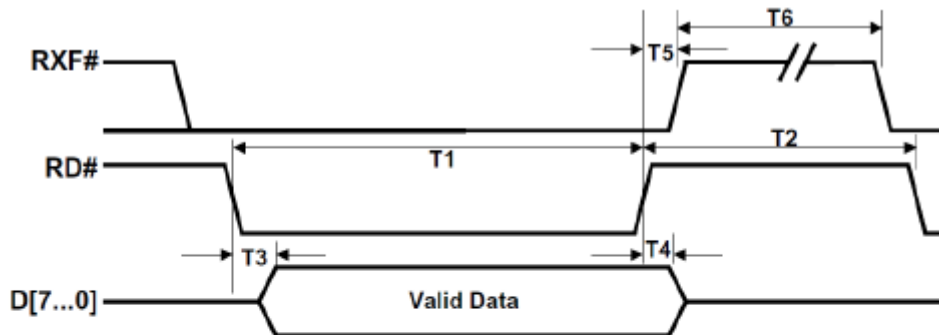 T6
RXF#
T5
T1
T2
RD#
T3
T4
D[7...0]
Valid Data